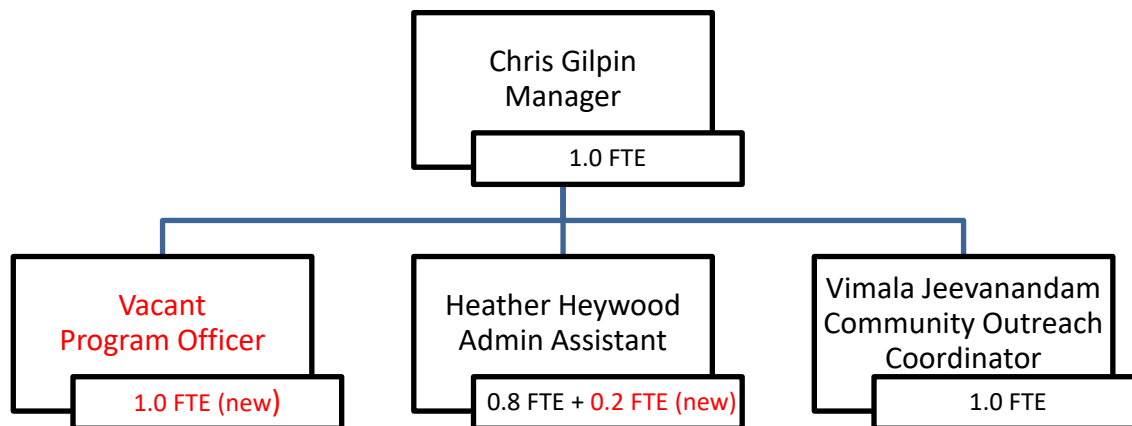 Chris Gilpin
Manager
1.0 FTE
Vacant
Program Officer
1.0 FTE (new)
Heather Heywood
Admin Assistant
0.8 FTE + 0.2 FTE (new)
Vimala Jeevanandam
Community Outreach
Coordinator
1.0 FTE